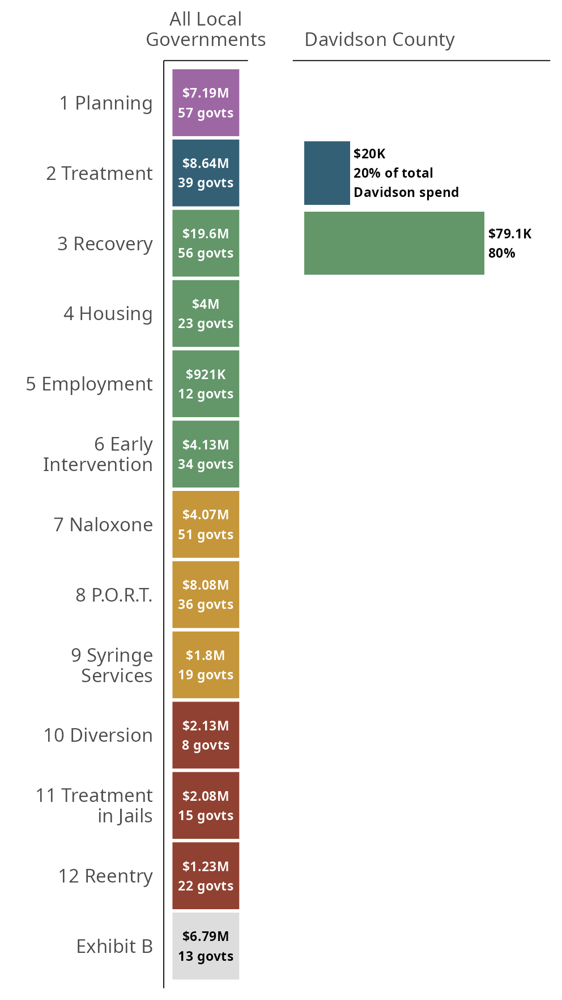 All Local
Governments
Davidson County
1 Planning
$7.19M
57 govts
2 Treatment
$8.64M
39 govts
$20K
20% of total
Davidson spend
3 Recovery
$19.6M
56 govts
$79.1K
80%
4 Housing
$4M
23 govts
5 Employment
$921K
12 govts
6 Early
Intervention
$4.13M
34 govts
7 Naloxone
$4.07M
51 govts
8 P.O.R.T.
$8.08M
36 govts
9 Syringe
Services
$1.8M
19 govts
10 Diversion
$2.13M
8 govts
11 Treatment
in Jails
$2.08M
15 govts
12 Reentry
$1.23M
22 govts
Exhibit B
$6.79M
13 govts